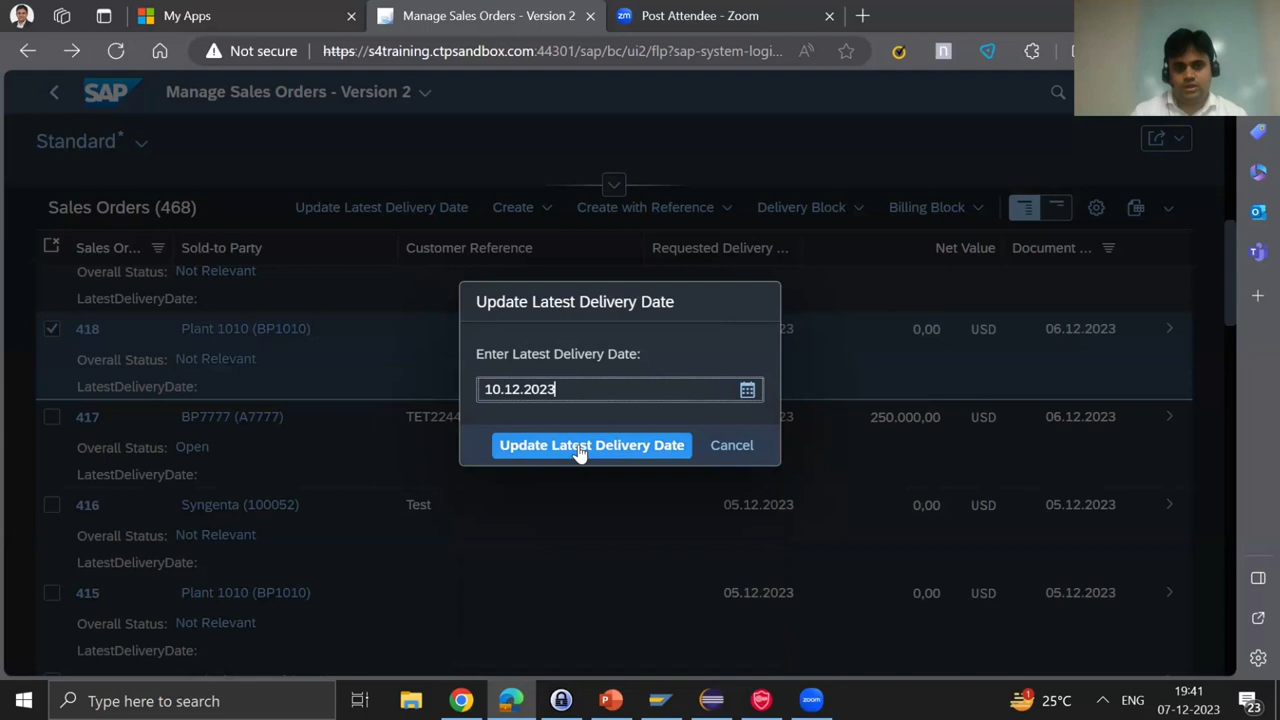 My Apps
Manage Sales Orders - Version 2
zm
Post Attendee - Zoom
Not secure
https://s4training.ctpsandbox.com:44301/sap/bc/ui2/flp?sap-system-logi...
SAP
Manage Sales Orders - Version 2
Standard*
Sales Orders (468)
Update Latest Delivery Date
Create
Create with Reference
Delivery Block
Billing Block
Sales Or...
Sold-to Party
Customer Reference
Requested Delivery ...
Net Value
Document ...
Overall Status: Not Relevant
LatestDeliveryDate:
418 Plant 1010 (BP1010) 23 0,00 USD 06.12.2023
Overall Status: Not Relevant
LatestDeliveryDate:
417 BP7777 (A7777) TET2244 23 250.000,00 USD 06.12.2023
Overall Status: Open
LatestDeliveryDate:
416 Syngenta (100052) Test 05.12.2023 0,00 USD 05.12.2023
Overall Status: Not Relevant
LatestDeliveryDate:
415 Plant 1010 (BP1010) 05.12.2023 0,00 USD 05.12.2023
Overall Status: Not Relevant
LatestDeliveryDate:
Update Latest Delivery Date
Enter Latest Delivery Date:
10.12.2023
Update Latest Delivery Date
Cancel
Type here to search
zoom
1
25°C
ENG
19:41
07-12-2023
23